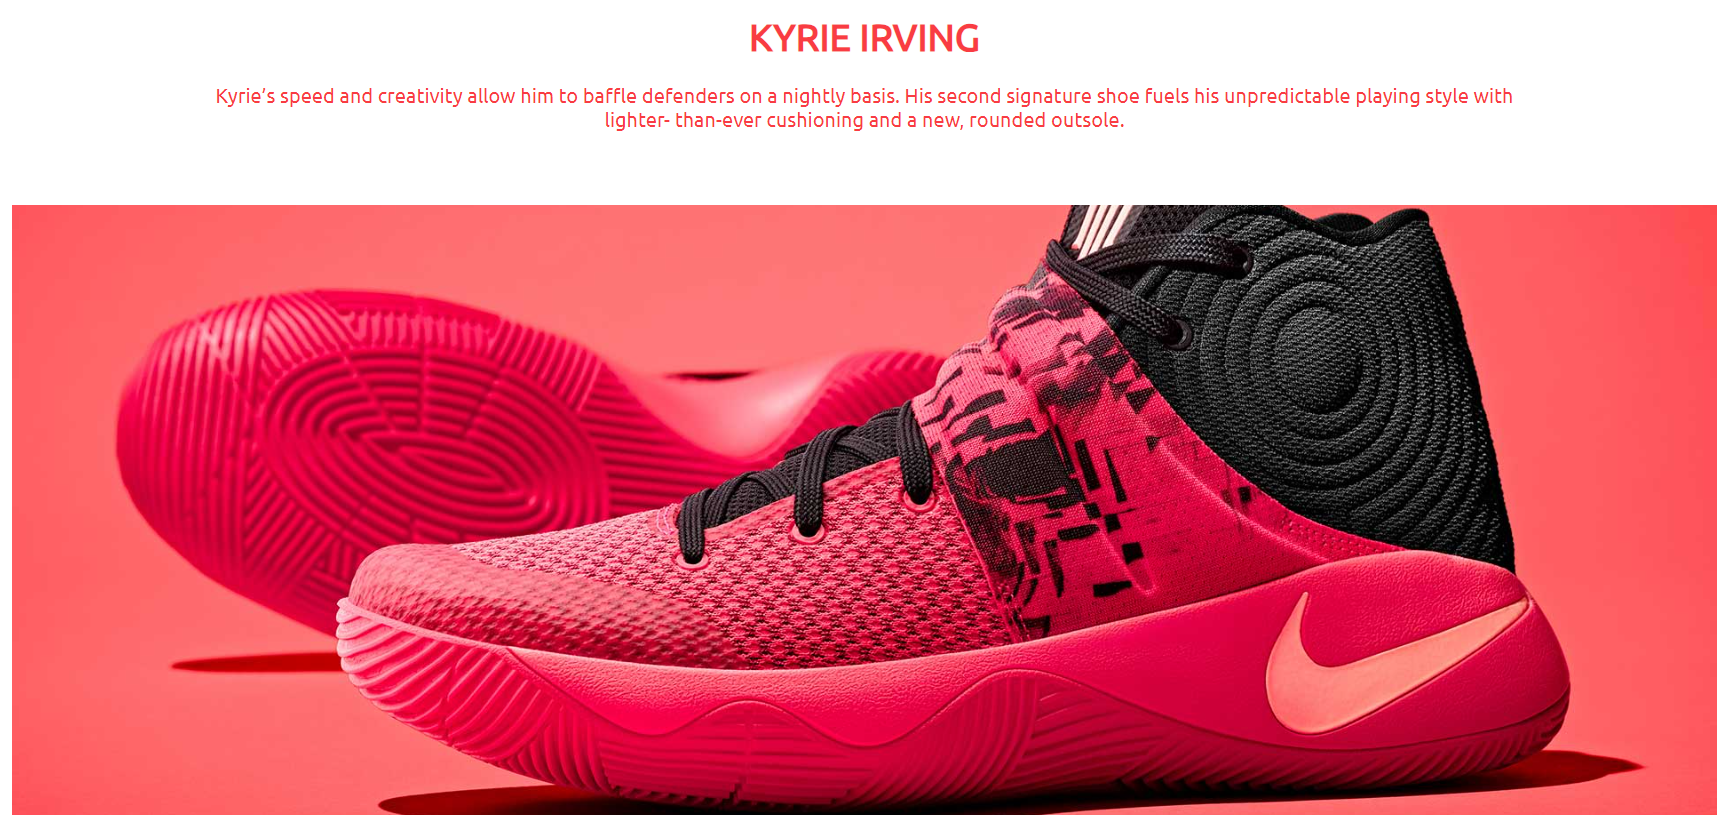 KYRIE IRVING
Kyrie’s speed and creativity allow him to baffle defenders on a nightly basis. His second signature shoe fuels his unpredictable playing style with
lighter- than-ever cushioning and a new, rounded outsole.